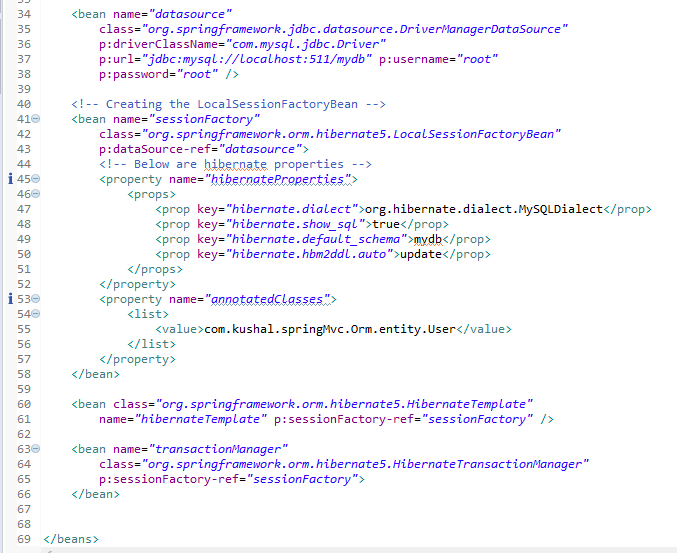 34 <bean name="datasource"
35 class="org.springframework.jdbc.datasource.DriverManagerDataSource"
36 p:driverClassName="com.mysql.jdbc.Driver"
37 p:url="jdbc:mysql://localhost:511/mydb" p:username="root"
38 p:password="root" />
39
40 <!-- Creating the LocalSessionFactoryBean -->
41 <bean name="sessionFactory"
42 class="org.springframework.orm.hibernate5.LocalSessionFactoryBean"
43 p:dataSource-ref="datasource">
44 <!-- Below are hibernate properties -->
45 <property name="hibernateProperties">
46 <props>
47 <prop key="hibernate.dialect">org.hibernate.dialect.MySQLDialect</prop>
48 <prop key="hibernate.show_sql">true</prop>
49 <prop key="hibernate.default_schema">mydb</prop>
50 <prop key="hibernate.hbm2ddl.auto">update</prop>
51 </props>
52 </property>
53 <property name="annotatedClasses">
54 <list>
55 <value>com.kushal.springMvc.Orm.entity.User</value>
56 </list>
57 </property>
58 </bean>
59
60 <bean class="org.springframework.orm.hibernate5.HibernateTemplate"
61 name="hibernateTemplate" p:sessionFactory-ref="sessionFactory" />
62
63 <bean name="transactionManager"
64 class="org.springframework.orm.hibernate5.HibernateTransactionManager"
65 p:sessionFactory-ref="sessionFactory">
66 </bean>
67
68
69 </beans>